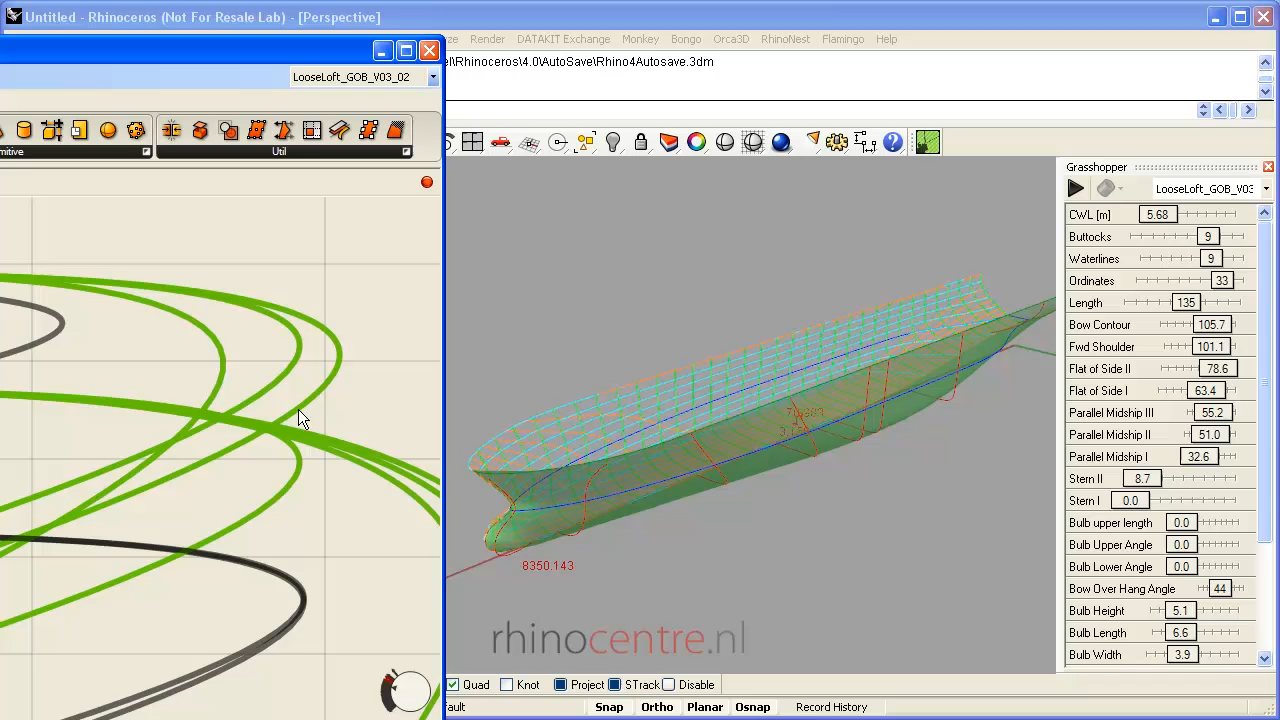 Untitled - Rhinoceros (Not For Resale Lab) - [Perspective]
ze Render DATAKIT Exchange Monkey Bongo Orca3D RhinoNest Flamingo Help
el\Rhinoceros\4.0\AutoSave\Rhino4Autosave.3dm
LooseLoft_GOB_V03_02
mitive
Util
Grasshopper
LooseLoft_GOB_V03
CWL [m] 5.68
Buttocks 9
Waterlines 9
Ordinates 33
Length 135
Bow Contour 105.7
Fwd Shoulder 101.1
Flat of Side II 78.6
Flat of Side I 63.4
Parallel Midship III 55.2
Parallel Midship II 51.0
Parallel Midship I 32.6
Stern II 8.7
Stern I 0.0
Bulb upper length 0.0
Bulb Upper Angle 0.0
Bulb Lower Angle 0.0
Bow Over Hang Angle 44
Bulb Height 5.1
Bulb Length 6.6
Bulb Width 3.9
8350.143
rhinocentre.nl
Quad Knot Project STrack Disable
fault Snap Ortho Planar Osnap Record History